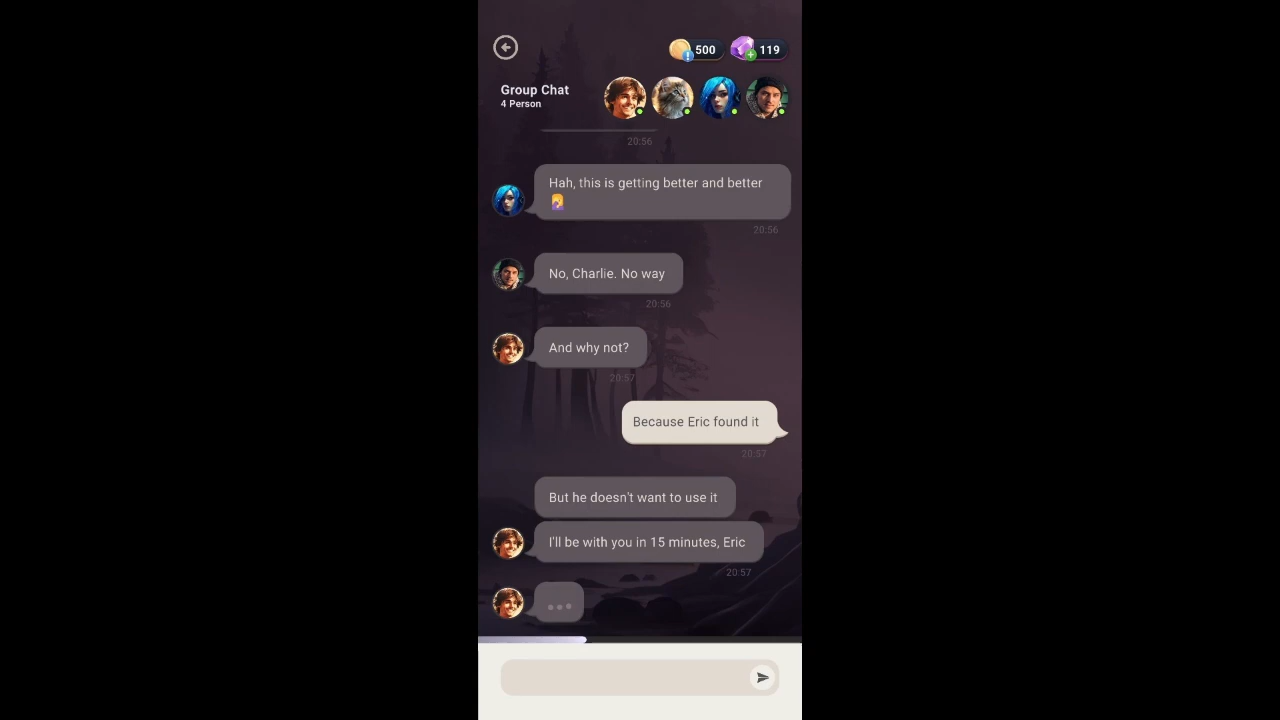 500
119
Group Chat
4 Person
20:56
Hah, this is getting better and better
20:56
No, Charlie. No way
20:56
And why not?
20:57
Because Eric found it
20:57
But he doesn't want to use it
I'll be with you in 15 minutes, Eric
20:57